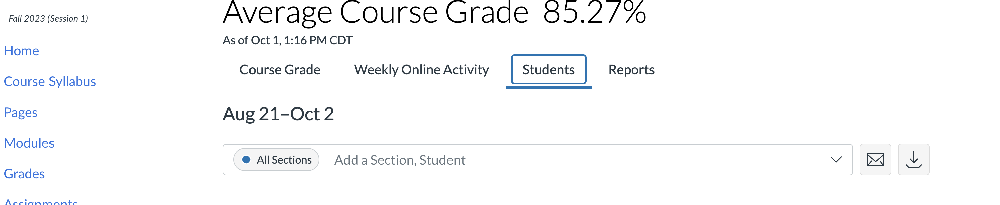 Fall 2023 (Session 1)
Home
Course Syllabus
Pages
Modules
Grades
Assignments
Average Course Grade 85.27%
As of Oct 1, 1:16 PM CDT
Course Grade Weekly Online Activity Students Reports
Aug 21–Oct 2
All Sections Add a Section, Student